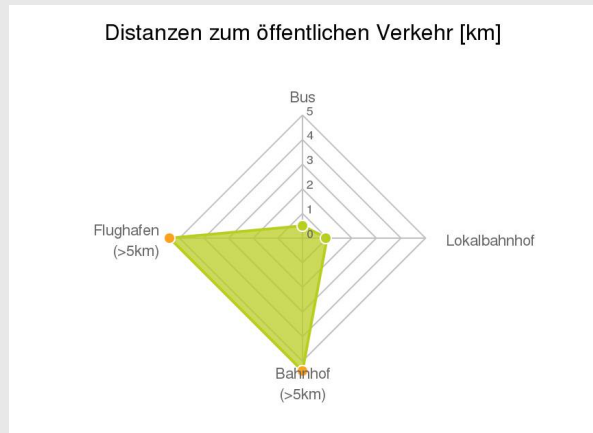 Distanzen zum öffentlichen Verkehr [km]
Bus
5
4
3
2
1
0
Flughafen
(>5km)
Lokalbahnhof
Bahnhof
(>5km)